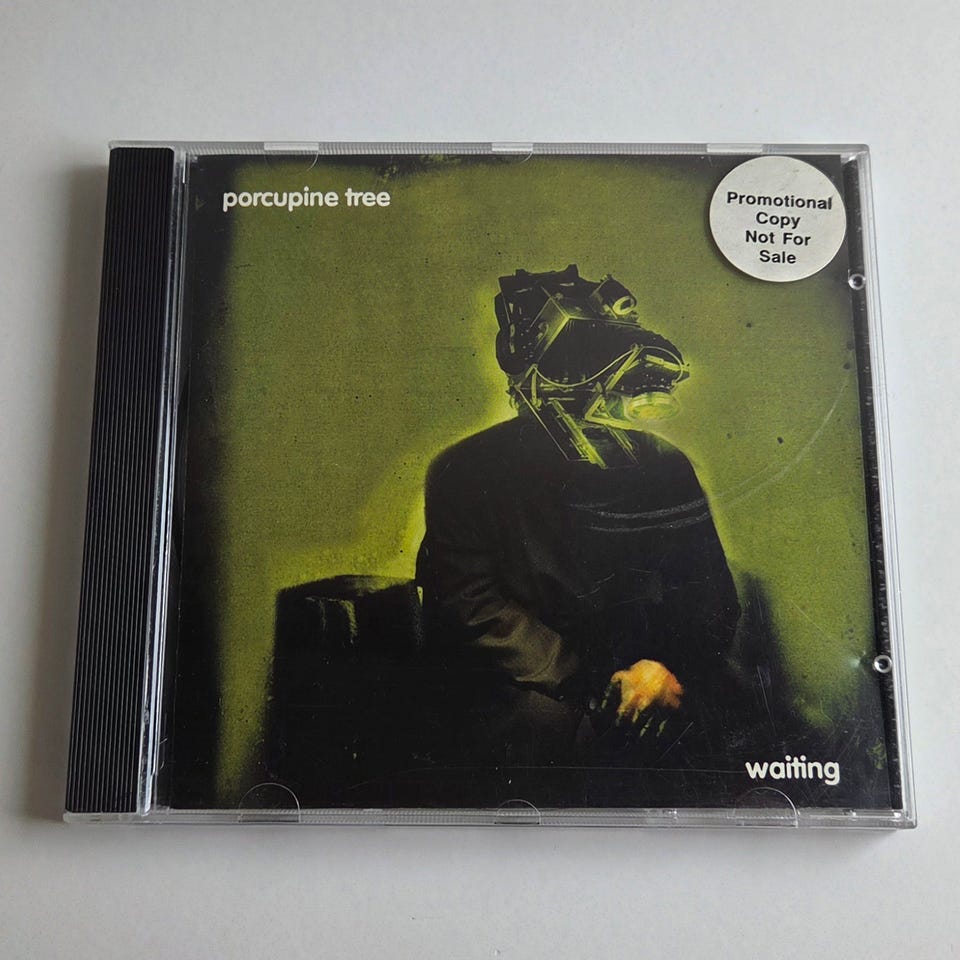 porcupine tree
Promotional
Copy
Not For
Sale
waiting